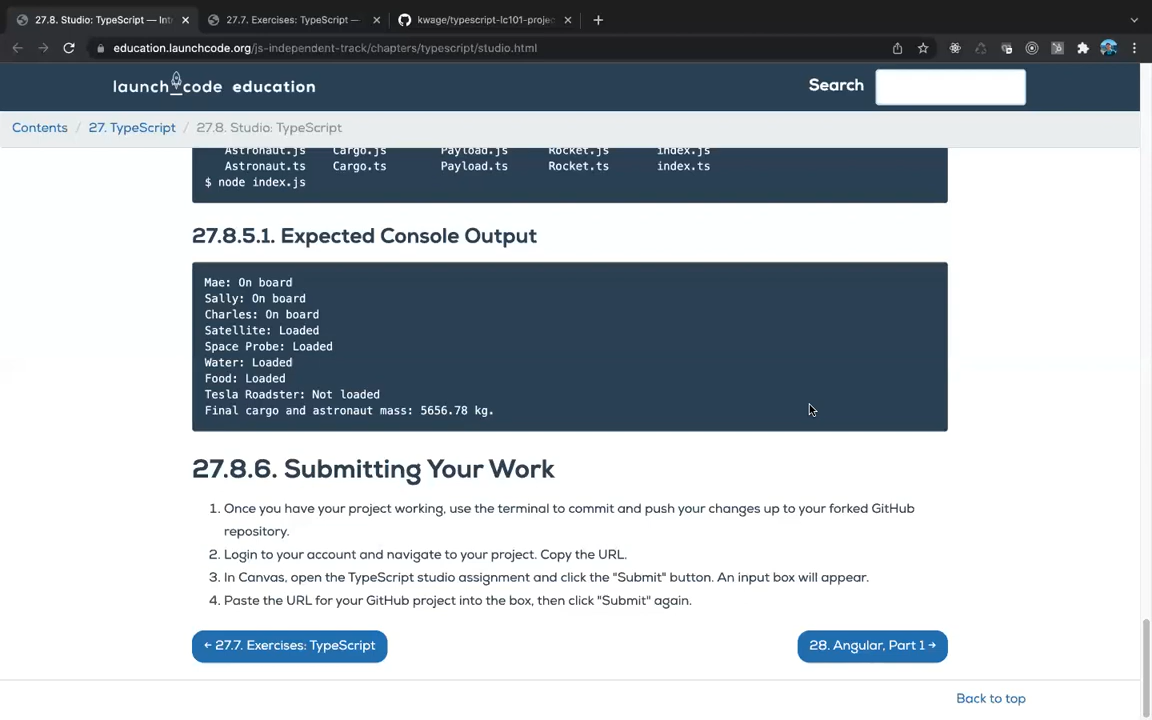 27.8. Studio: TypeScript — Int
27.7. Exercises: TypeScript —
kwage/typescript-lc101-projec
education.launchcode.org/js-independent-track/chapters/typescript/studio.html
launch_code education
Search
Contents / 27. TypeScript / 27.8. Studio: TypeScript
Astronaut.js Cargo.js Payload.js Rocket.js index.js
Astronaut.ts Cargo.ts Payload.ts Rocket.ts index.ts
$ node index.js
27.8.5.1. Expected Console Output
Mae: On board
Sally: On board
Charles: On board
Satellite: Loaded
Space Probe: Loaded
Water: Loaded
Food: Loaded
Tesla Roadster: Not loaded
Final cargo and astronaut mass: 5656.78 kg.
27.8.6. Submitting Your Work
1. Once you have your project working, use the terminal to commit and push your changes up to your forked GitHub
repository.
2. Login to your account and navigate to your project. Copy the URL.
3. In Canvas, open the TypeScript studio assignment and click the "Submit" button. An input box will appear.
4. Paste the URL for your GitHub project into the box, then click "Submit" again.
← 27.7. Exercises: TypeScript
28. Angular, Part 1 →
Back to top